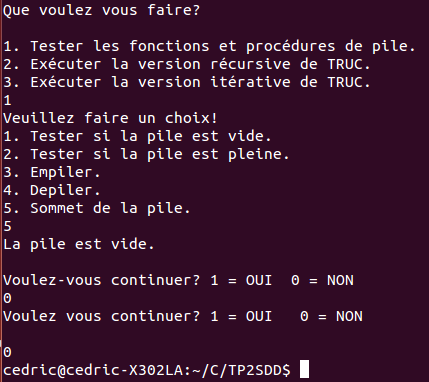 Que voulez vous faire?
1. Tester les fonctions et procédures de pile.
2. Exécuter la version récursive de TRUC.
3. Exécuter la version itérative de TRUC.
1
Veuillez faire un choix!
1. Tester si la pile est vide.
2. Tester si la pile est pleine.
3. Empiler.
4. Depiler.
5. Sommet de la pile.
5
La pile est vide.
Voulez-vous continuer? 1 = OUI  0 = NON
0
Voulez vous continuer? 1 = OUI   0 = NON
0
cedric@cedric-X302LA:~/C/TP2SDD$